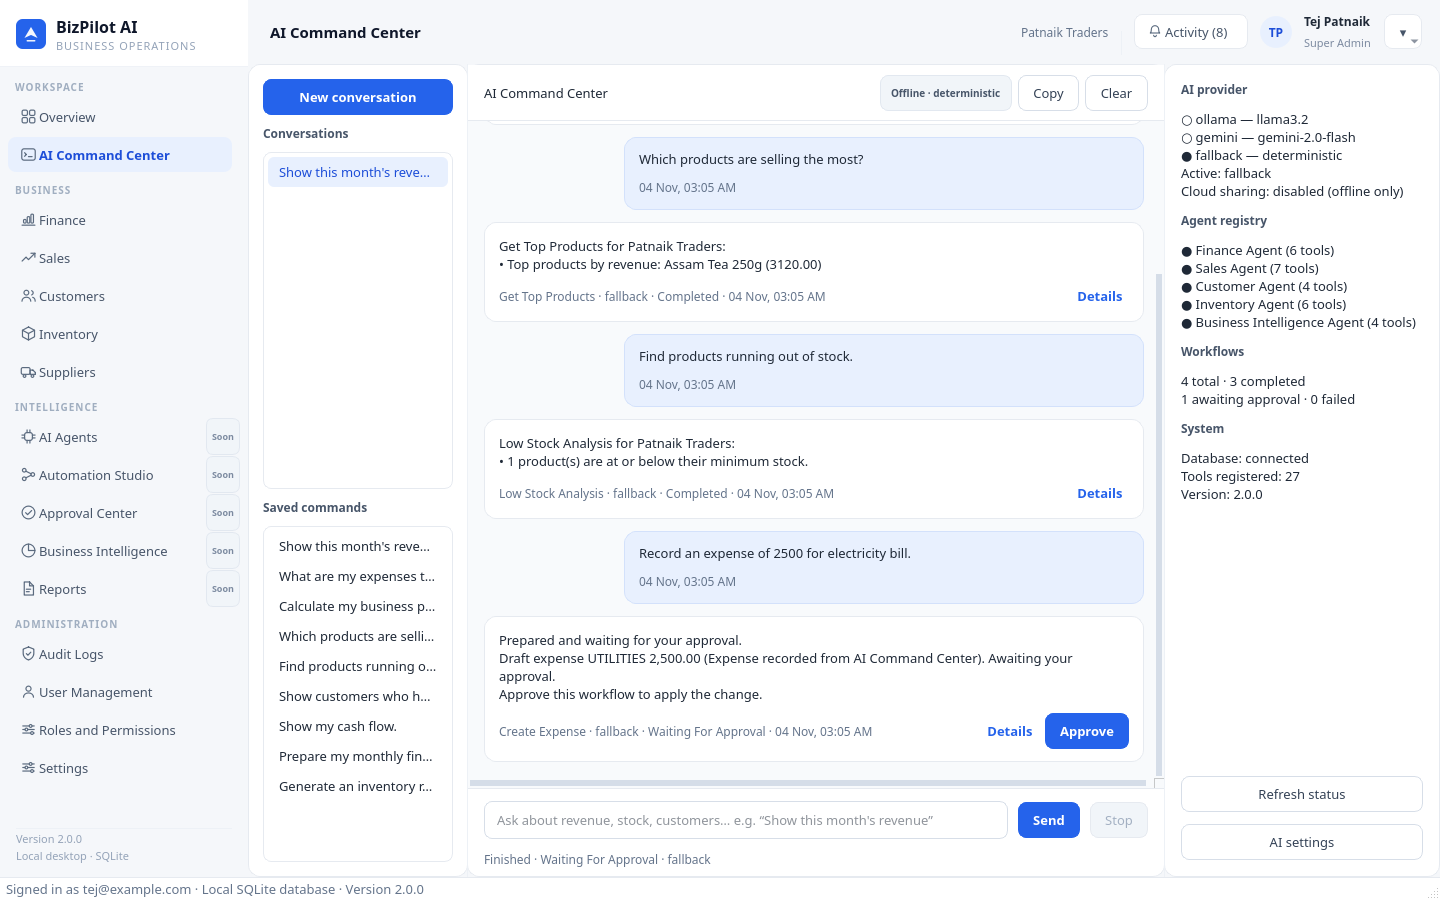 BizPilot AI
BUSINESS OPERATIONS
WORKSPACE
Overview
AI Command Center
BUSINESS
Finance
Sales
Customers
Inventory
Suppliers
INTELLIGENCE
AI Agents Soon
Automation Studio Soon
Approval Center Soon
Business Intelligence Soon
Reports Soon
ADMINISTRATION
Audit Logs
User Management
Roles and Permissions
Settings
Version 2.0.0
Local desktop · SQLite
AI Command Center
Patnaik Traders
Activity (8)
TP
Tej Patnaik
Super Admin
New conversation
Conversations
Show this month's reve...
Saved commands
Show this month's reve...
What are my expenses t...
Calculate my business p...
Which products are selli...
Find products running o...
Show customers who h...
Show my cash flow.
Prepare my monthly fin...
Generate an inventory r...
AI Command Center
Offline · deterministic
Copy
Clear
Which products are selling the most?
04 Nov, 03:05 AM
Get Top Products for Patnaik Traders:
• Top products by revenue: Assam Tea 250g (3120.00)
Get Top Products · fallback · Completed · 04 Nov, 03:05 AM
Details
Find products running out of stock.
04 Nov, 03:05 AM
Low Stock Analysis for Patnaik Traders:
• 1 product(s) are at or below their minimum stock.
Low Stock Analysis · fallback · Completed · 04 Nov, 03:05 AM
Details
Record an expense of 2500 for electricity bill.
04 Nov, 03:05 AM
Prepared and waiting for your approval.
Draft expense UTILITIES 2,500.00 (Expense recorded from AI Command Center). Awaiting your
approval.
Approve this workflow to apply the change.
Create Expense · fallback · Waiting For Approval · 04 Nov, 03:05 AM
Details
Approve
Ask about revenue, stock, customers... e.g. “Show this month's revenue”
Send
Stop
Finished · Waiting For Approval · fallback
AI provider
○ ollama — llama3.2
○ gemini — gemini-2.0-flash
● fallback — deterministic
Active: fallback
Cloud sharing: disabled (offline only)
Agent registry
● Finance Agent (6 tools)
● Sales Agent (7 tools)
● Customer Agent (4 tools)
● Inventory Agent (6 tools)
● Business Intelligence Agent (4 tools)
Workflows
4 total · 3 completed
1 awaiting approval · 0 failed
System
Database: connected
Tools registered: 27
Version: 2.0.0
Refresh status
AI settings
Signed in as tej@example.com · Local SQLite database · Version 2.0.0